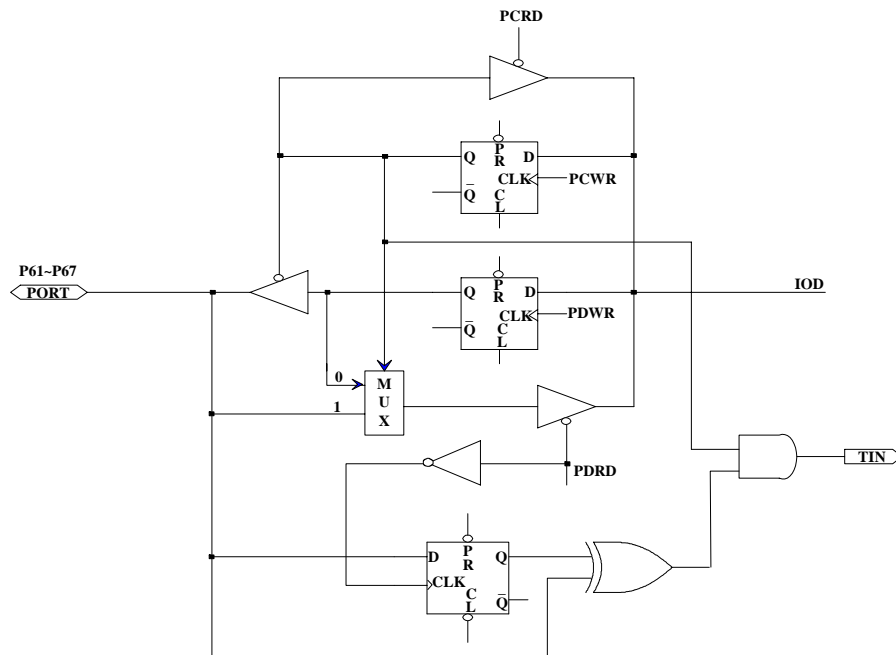 PCRD
Q P R D
CLK
PCWR
Q̄ C L
P61~P67
PORT
Q P R D
IOD
CLK
PDWR
Q̄ C L
0
M U X
1
TIN
PDRD
D P R Q
CLK
C L Q̄